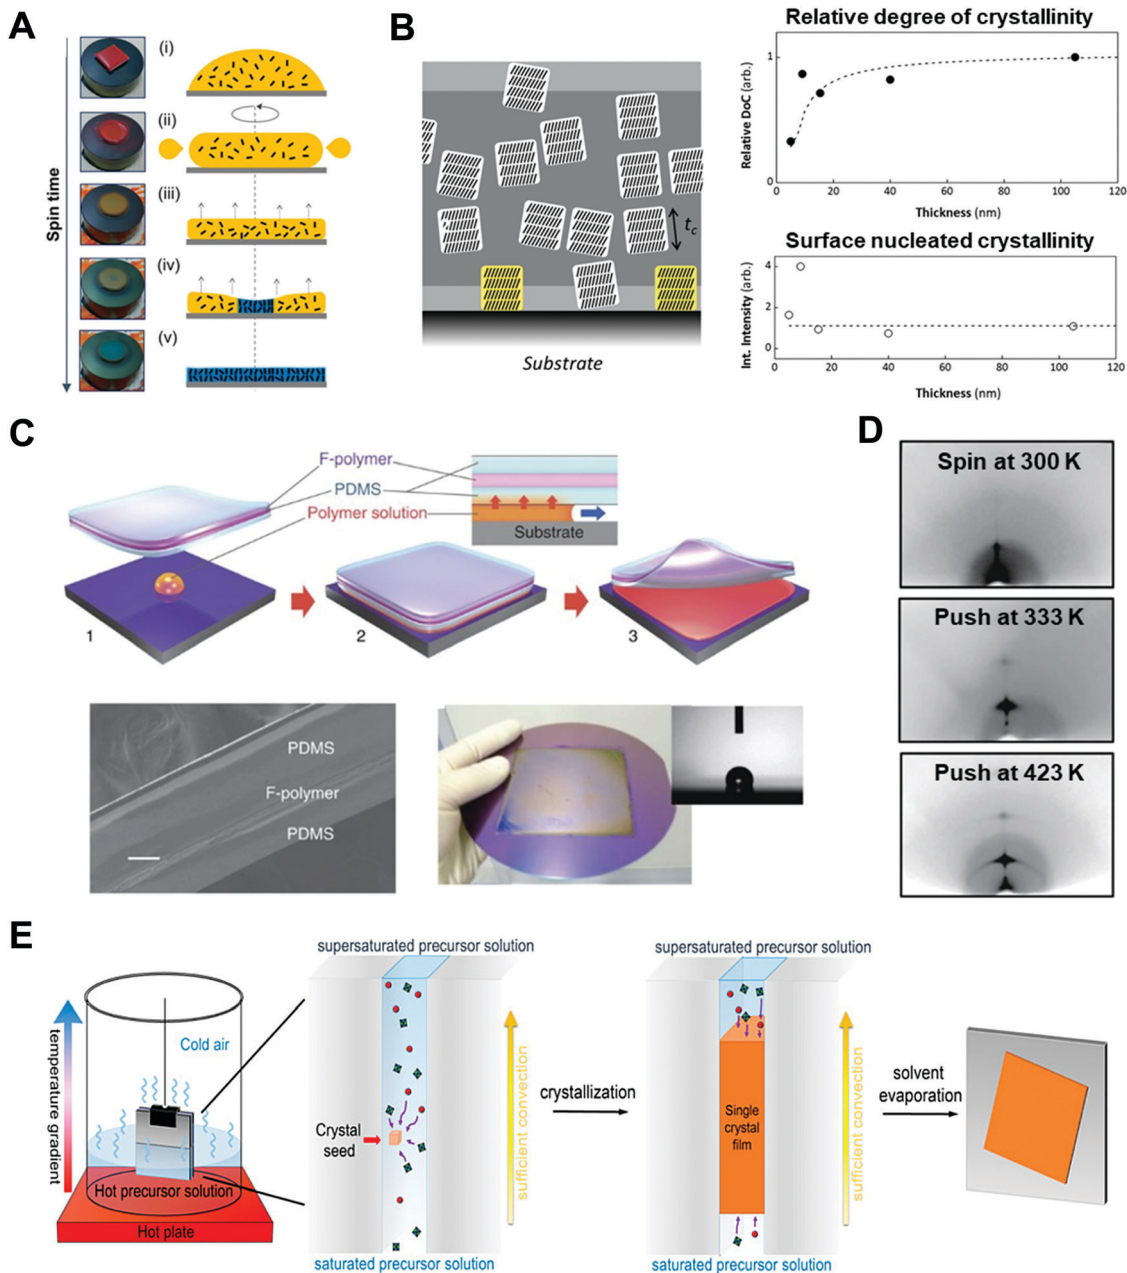 A
Spin time
(i)
(ii)
(iii)
(iv)
(v)
B
tc
Substrate
Relative degree of crystallinity
Relative DoC (arb.)
1
0
0
20
40
60
80
100
120
Thickness (nm)
Surface nucleated crystallinity
Int. Intensity (arb.)
4
2
0
0
20
40
60
80
100
120
Thickness (nm)
C
F-polymer
PDMS
Polymer solution
Substrate
1
2
3
PDMS
F-polymer
PDMS
D
Spin at 300 K
Push at 333 K
Push at 423 K
E
temperature gradient
Cold air
Hot precursor solution
Hot plate
supersaturated precursor solution
Crystal
seed
sufficient convection
saturated precursor solution
crystallization
supersaturated precursor solution
Single
crystal
film
sufficient convection
saturated precursor solution
solvent
evaporation